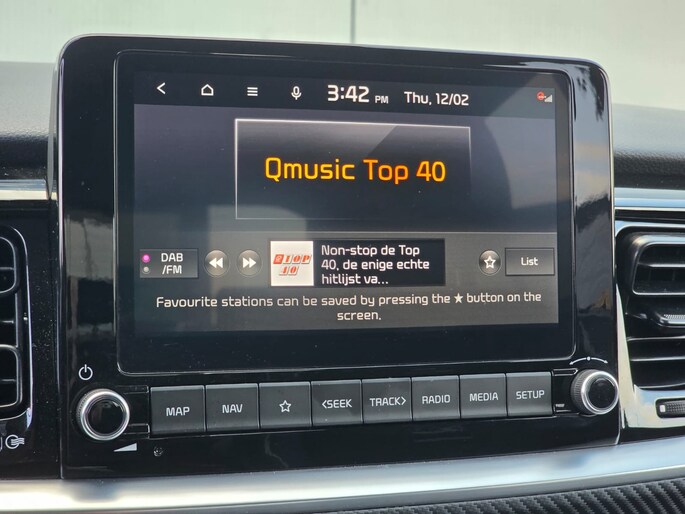 3:42 PM Thu, 12/02
Qmusic Top 40
DAB
/FM
TOP
40
Non-stop de Top
40, de enige echte
hitlijst va...
List
Favourite stations can be saved by pressing the ★ button on the
screen.
MAP NAV <SEEK TRACK> RADIO MEDIA SETUP